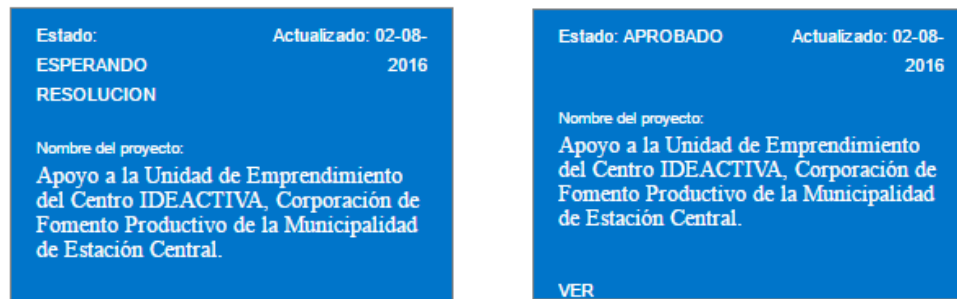 Estado: Actualizado: 02-08-
ESPERANDO 2016
RESOLUCION
Nombre del proyecto:
Apoyo a la Unidad de Emprendimiento
del Centro IDEACTIVA, Corporación de
Fomento Productivo de la Municipalidad
de Estación Central.
Estado: APROBADO Actualizado: 02-08-
2016
Nombre del proyecto:
Apoyo a la Unidad de Emprendimiento
del Centro IDEACTIVA, Corporación de
Fomento Productivo de la Municipalidad
de Estación Central.
VER